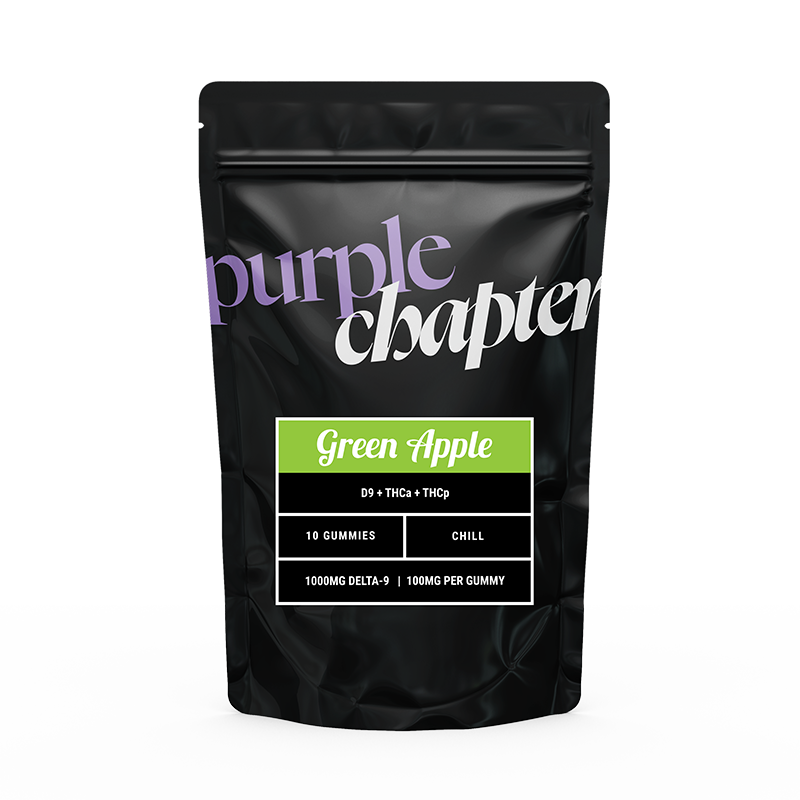 purple
chapter
Green Apple
D9 + THCa + THCp
10 GUMMIES
CHILL
1000MG DELTA-9 | 100MG PER GUMMY